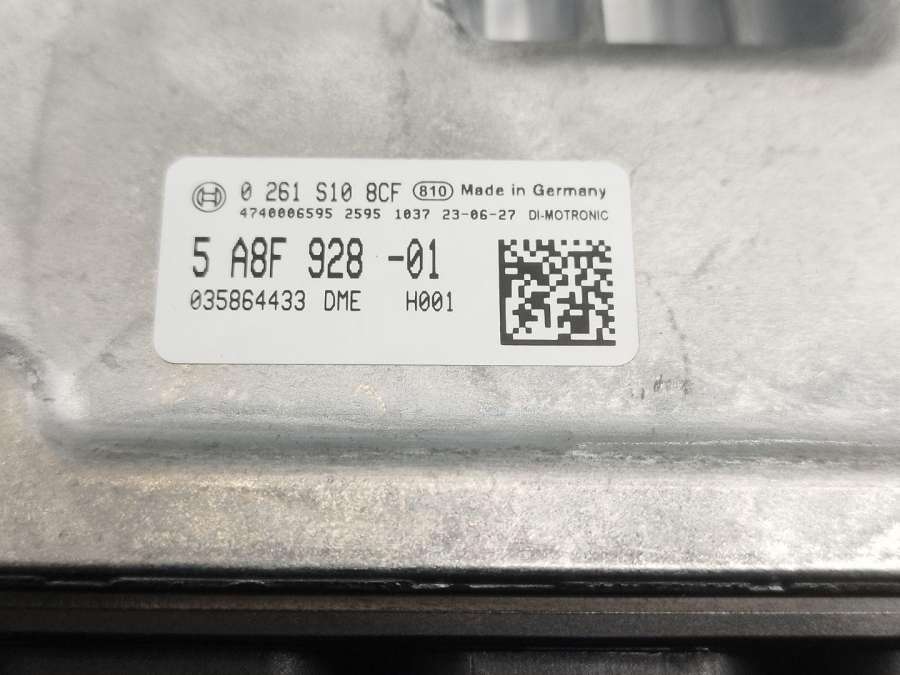 0 261 S10 8CF 810 Made in Germany
4740006595 2595 1037 23-06-27 DI-MOTRONIC
5 A8F 928 -01
035864433 DME H001